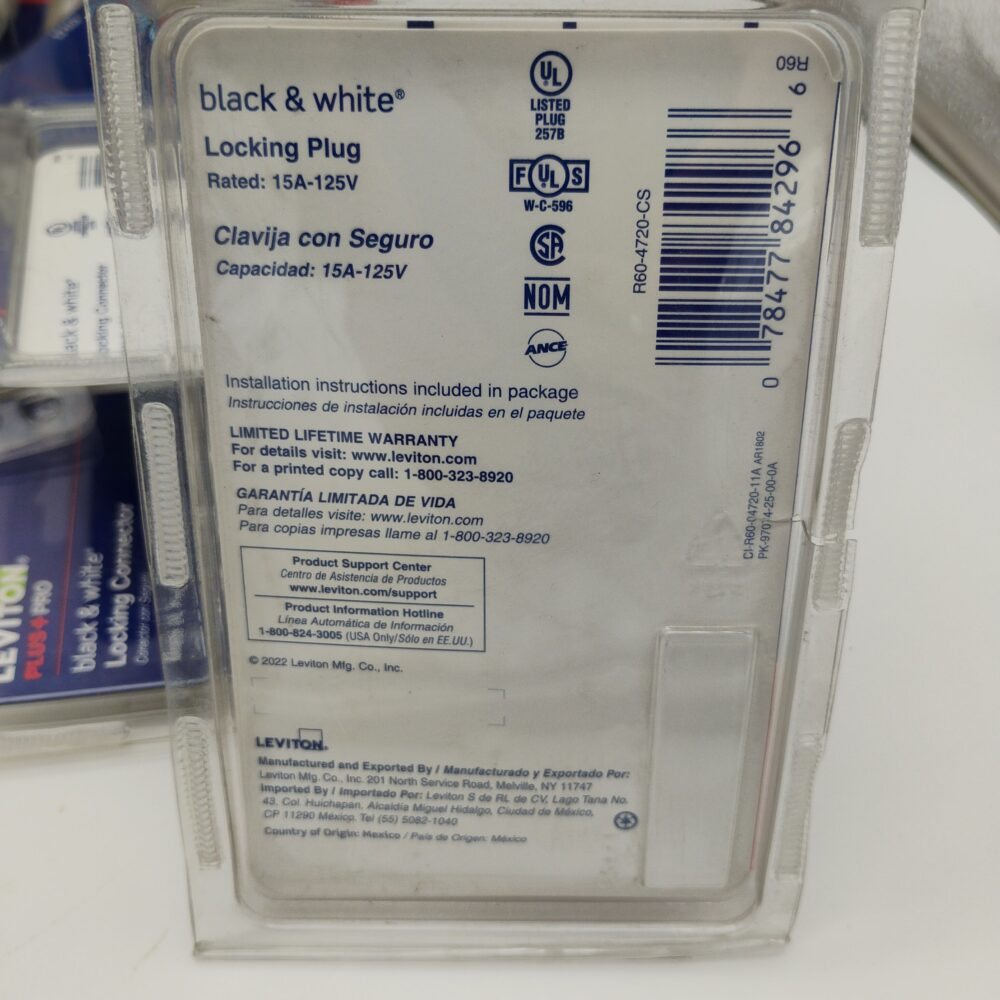 black & white®
Locking Plug
Rated: 15A-125V
Clavija con Seguro
Capacidad: 15A-125V
UL
LISTED
PLUG
257B
F UL S
W-C-596
SA
NOM
ANCE
R60
R60-4720-CS
0 78477 84296 9
Installation instructions included in package
Instrucciones de instalación incluidas en el paquete
LIMITED LIFETIME WARRANTY
For details visit: www.leviton.com
For a printed copy call: 1-800-323-8920
GARANTÍA LIMITADA DE VIDA
Para detalles visite: www.leviton.com
Para copias impresas llame al 1-800-323-8920
Product Support Center
Centro de Asistencia de Productos
www.leviton.com/support
Product Information Hotline
Línea Automática de Información
1-800-824-3005 (USA Only/Sólo en EE.UU.)
© 2022 Leviton Mfg. Co., Inc.
CI-R60-04720-11A AR1802
LEVITON®
Manufactured and Exported By / Manufacturado y Exportado Por:
Leviton Mfg. Co., Inc. 201 North Service Road, Melville, NY 11747
Imported By / Importado Por: Leviton S de RL de CV, Lago Tana No.
43, Col. Huichapan, Alcaldía Miguel Hidalgo, Ciudad de México,
CP 11290 México. Tel (55) 5082-1040
Country of Origin: Mexico / País de Origen: México
black & white®
Locking Connector
LEVITON®
PLUS+PRO
black & white®
Locking Connector